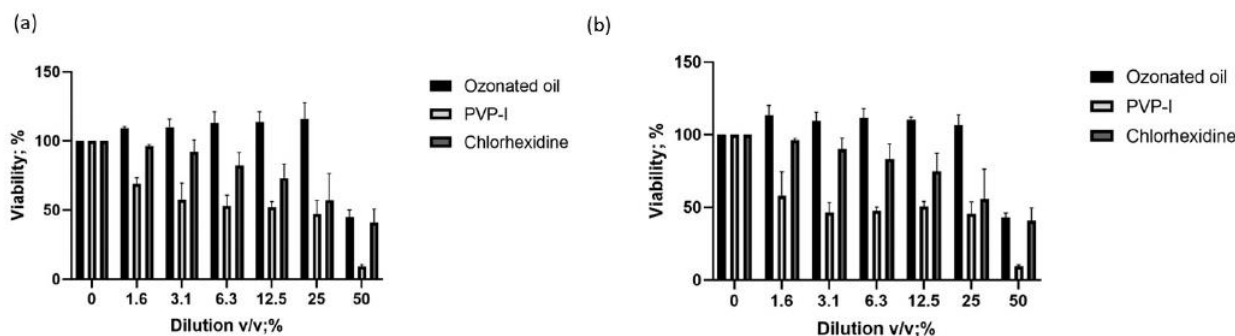 (a)
150
100
50
0
Viability; %
0 1.6 3.1 6.3 12.5 25 50
Dilution v/v;%
Ozonated oil
PVP-I
Chlorhexidine
(b)
150
100
50
0
Viability; %
0 1.6 3.1 6.3 12.5 25 50
Dilution v/v;%
Ozonated oil
PVP-I
Chlorhexidine